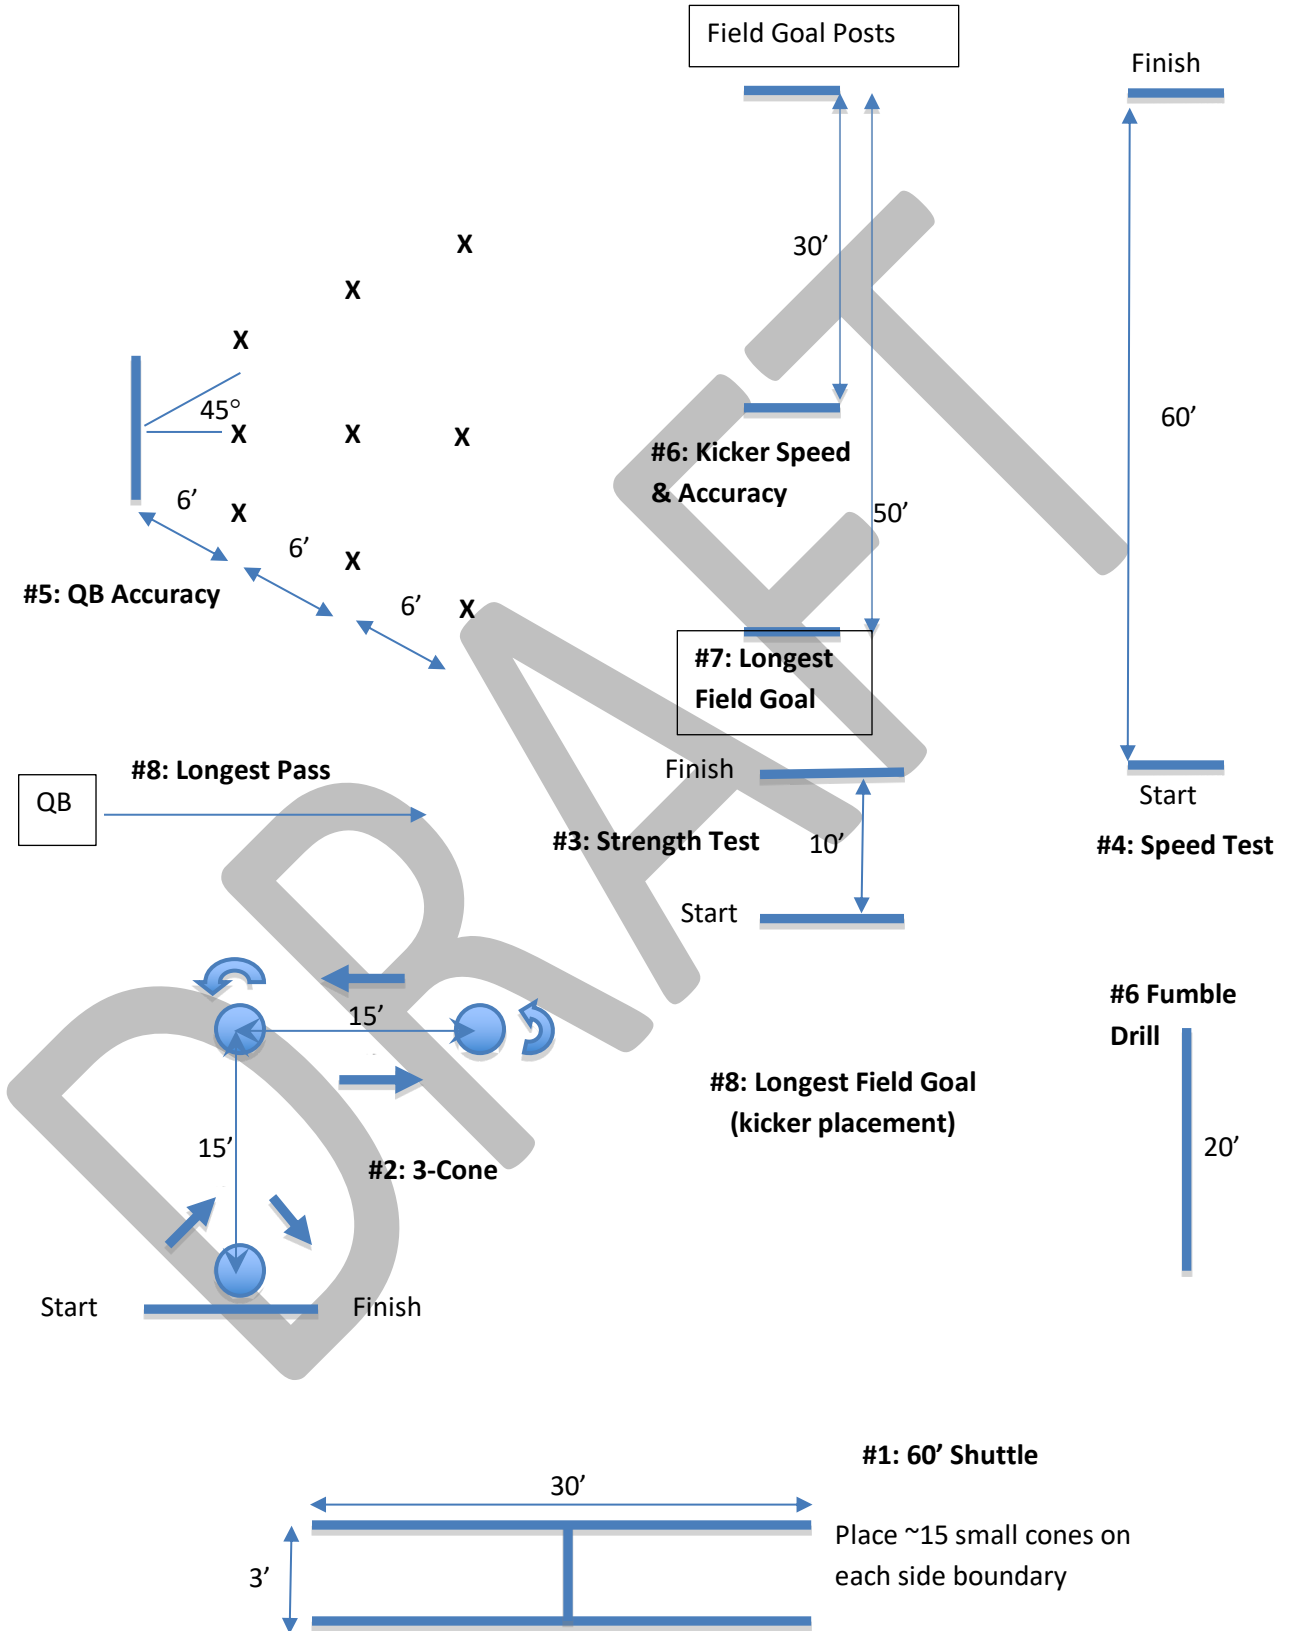 Field Goal Posts
Finish
X
30’
X
X
45°
60’
X
X
X
#6: Kicker Speed
& Accuracy
6’
X
50’
6’
X
#5: QB Accuracy
6’
X
#7: Longest
Field Goal
#8: Longest Pass
Finish
QB
Start
#3: Strength Test
10’
#4: Speed Test
Start
DRAFT
15’
#6 Fumble
Drill
#8: Longest Field Goal
(kicker placement)
15’
#2: 3-Cone
20’
Start
Finish
#1: 60’ Shuttle
30’
Place ~15 small cones on
each side boundary
3’